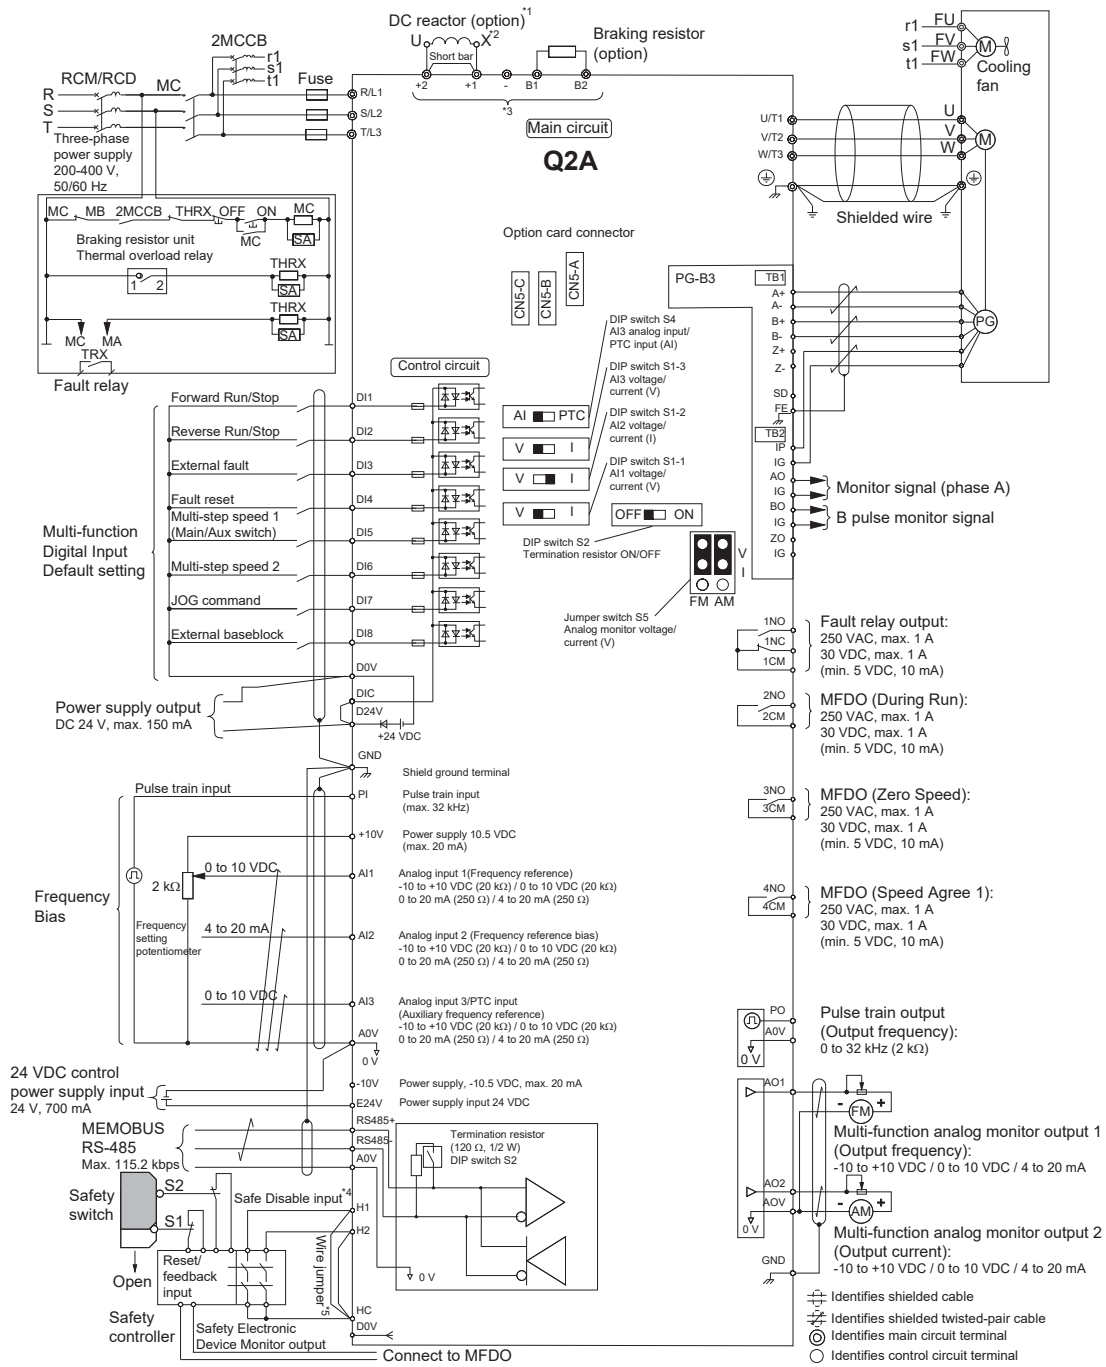 DC reactor (option)*1
U X*2
Short bar
+2 +1 - B1 B2
*3
Braking resistor
(option)
Main circuit
Q2A
2MCCB
r1
s1
t1
RCM/RCD
MC
Fuse
R
S
T
R/L1
S/L2
T/L3
Three-phase
power supply
200-400 V,
50/60 Hz
r1 FU
s1 FV
t1 FW
M
Cooling
fan
U/T1 U
V/T2 V
W/T3 W
M
Shielded wire
MC MB 2MCCB THRX OFF ON MC
MC
SA
Braking resistor unit
Thermal overload relay
1 2
THRX
SA
THRX
SA
MC MA
TRX
Fault relay
Option card connector
CN5-C
CN5-B
CN5-A
PG-B3
TB1
A+
A-
B+
B-
Z+
Z-
SD
FE
TB2
IP
IG
AO
IG
BO
IG
ZO
IG
PG
Monitor signal (phase A)
B pulse monitor signal
DIP switch S4
AI3 analog input/
PTC input (AI)
DIP switch S1-3
AI3 voltage/
current (V)
DIP switch S1-2
AI2 voltage/
current (I)
DIP switch S1-1
AI1 voltage/
current (V)
AI PTC
V I
V I
V I
OFF ON
DIP switch S2
Termination resistor ON/OFF
V
I
FM AM
Jumper switch S5
Analog monitor voltage/
current (V)
Control circuit
Multi-function
Digital Input
Default setting
Forward Run/Stop DI1
Reverse Run/Stop DI2
External fault DI3
Fault reset DI4
Multi-step speed 1
(Main/Aux switch) DI5
Multi-step speed 2 DI6
JOG command DI7
External baseblock DI8
D0V
DIC
D24V
+24 VDC
Power supply output
DC 24 V, max. 150 mA
GND
Shield ground terminal
Pulse train input
PI
Pulse train input
(max. 32 kHz)
+10V
Power supply 10.5 VDC
(max. 20 mA)
Frequency
Bias
2 kΩ
Frequency
setting
potentiometer
0 to 10 VDC
AI1
Analog input 1(Frequency reference)
-10 to +10 VDC (20 kΩ) / 0 to 10 VDC (20 kΩ)
0 to 20 mA (250 Ω) / 4 to 20 mA (250 Ω)
4 to 20 mA
AI2
Analog input 2 (Frequency reference bias)
-10 to +10 VDC (20 kΩ) / 0 to 10 VDC (20 kΩ)
0 to 20 mA (250 Ω) / 4 to 20 mA (250 Ω)
0 to 10 VDC
AI3
Analog input 3/PTC input
(Auxiliary frequency reference)
-10 to +10 VDC (20 kΩ) / 0 to 10 VDC (20 kΩ)
0 to 20 mA (250 Ω) / 4 to 20 mA (250 Ω)
A0V
0 V
24 VDC control
power supply input
24 V, 700 mA
-10V
Power supply, -10.5 VDC, max. 20 mA
E24V
Power supply input 24 VDC
MEMOBUS
RS-485
Max. 115.2 kbps
RS485+
RS485-
A0V
Termination resistor
(120 Ω, 1/2 W)
DIP switch S2
0 V
Safety
switch
S2
S1
Open
Safe Disable input*4
H1
H2
Wire jumper*5
HC
D0V
Reset/
feedback
input
Safety
controller
Safety Electronic
Device Monitor output
Connect to MFDO
1NO
1NC
1CM
Fault relay output:
250 VAC, max. 1 A
30 VDC, max. 1 A
(min. 5 VDC, 10 mA)
2NO
2CM
MFDO (During Run):
250 VAC, max. 1 A
30 VDC, max. 1 A
(min. 5 VDC, 10 mA)
3NO
3CM
MFDO (Zero Speed):
250 VAC, max. 1 A
30 VDC, max. 1 A
(min. 5 VDC, 10 mA)
4NO
4CM
MFDO (Speed Agree 1):
250 VAC, max. 1 A
30 VDC, max. 1 A
(min. 5 VDC, 10 mA)
PO
A0V
0 V
Pulse train output
(Output frequency):
0 to 32 kHz (2 kΩ)
AO1
- FM +
Multi-function analog monitor output 1
(Output frequency):
-10 to +10 VDC / 0 to 10 VDC / 4 to 20 mA
AO2
AOV
0 V
- AM +
Multi-function analog monitor output 2
(Output current):
-10 to +10 VDC / 0 to 10 VDC / 4 to 20 mA
GND
Identifies shielded cable
Identifies shielded twisted-pair cable
Identifies main circuit terminal
Identifies control circuit terminal